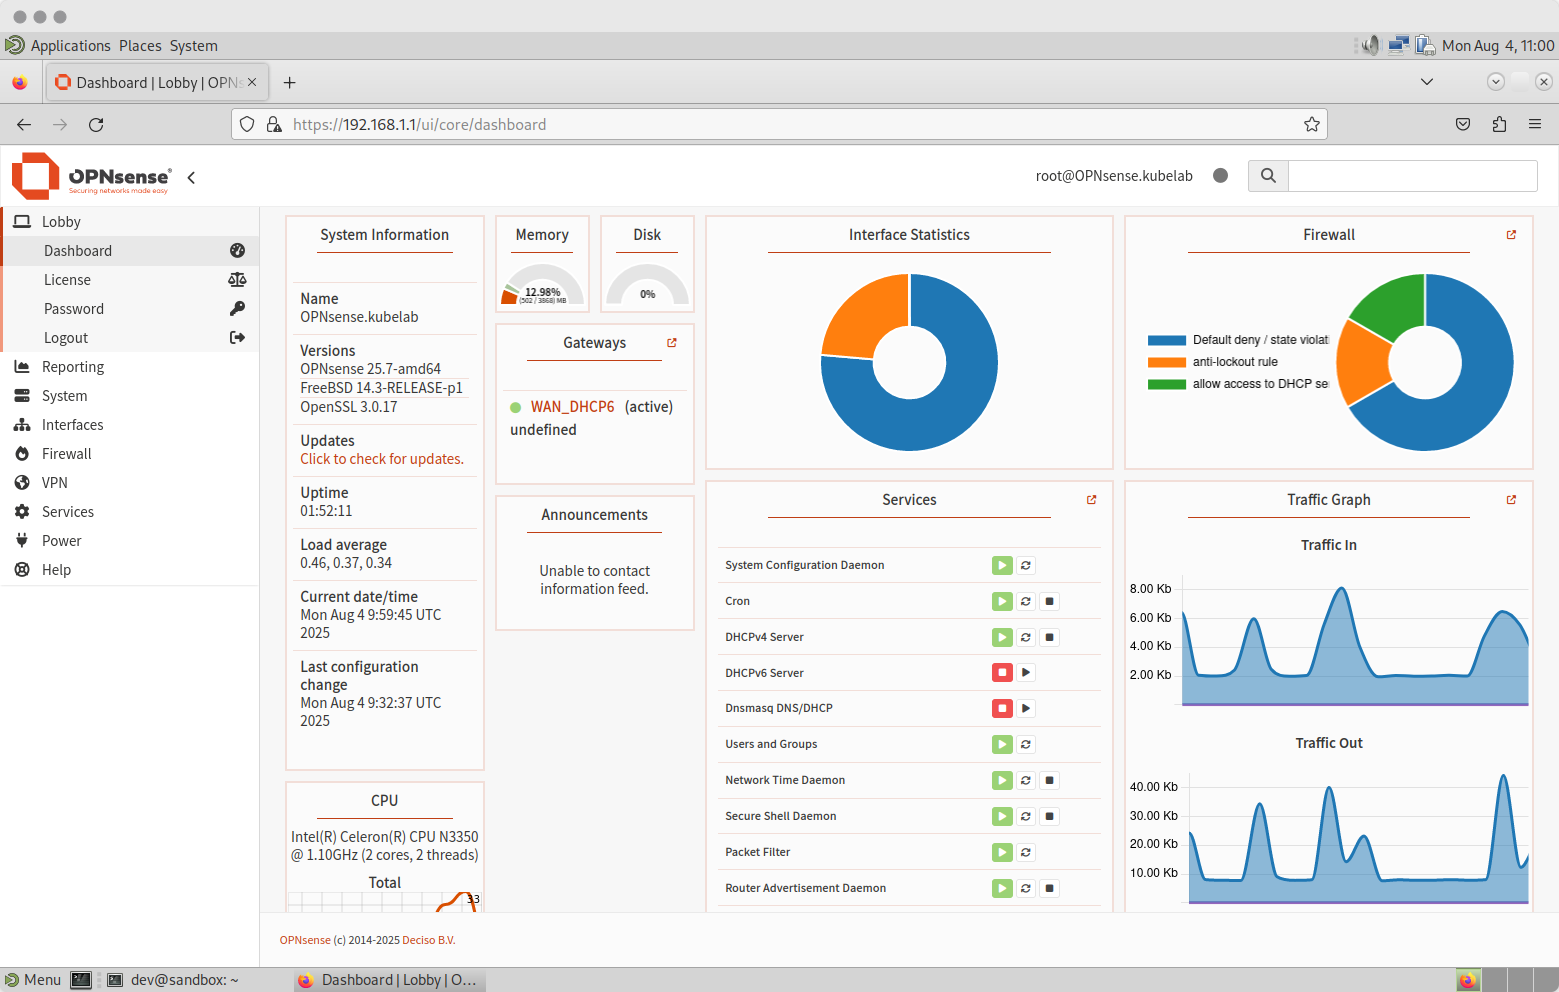 Applications Places System
Mon Aug 4, 11:00
Dashboard | Lobby | OPNs
https://192.168.1.1/ui/core/dashboard
OPNsense®
Securing networks made easy
root@OPNsense.kubelab
Lobby
Dashboard
License
Password
Logout
Reporting
System
Interfaces
Firewall
VPN
Services
Power
Help
System Information
Name
OPNsense.kubelab
Versions
OPNsense 25.7-amd64
FreeBSD 14.3-RELEASE-p1
OpenSSL 3.0.17
Updates
Click to check for updates.
Uptime
01:52:11
Load average
0.46, 0.37, 0.34
Current date/time
Mon Aug 4 9:59:45 UTC
2025
Last configuration
change
Mon Aug 4 9:32:37 UTC
2025
CPU
Intel(R) Celeron(R) CPU N3350
@ 1.10GHz (2 cores, 2 threads)
Total
33
Memory
12.98%
(502 / 3868) MB
Disk
0%
Gateways
WAN_DHCP6 (active)
undefined
Announcements
Unable to contact
information feed.
Interface Statistics
Firewall
Default deny / state violat
anti-lockout rule
allow access to DHCP se
Services
System Configuration Daemon
Cron
DHCPv4 Server
DHCPv6 Server
Dnsmasq DNS/DHCP
Users and Groups
Network Time Daemon
Secure Shell Daemon
Packet Filter
Router Advertisement Daemon
Traffic Graph
Traffic In
8.00 Kb
6.00 Kb
4.00 Kb
2.00 Kb
Traffic Out
40.00 Kb
30.00 Kb
20.00 Kb
10.00 Kb
OPNsense (c) 2014-2025 Deciso B.V.
Menu
dev@sandbox: ~
Dashboard | Lobby | O...